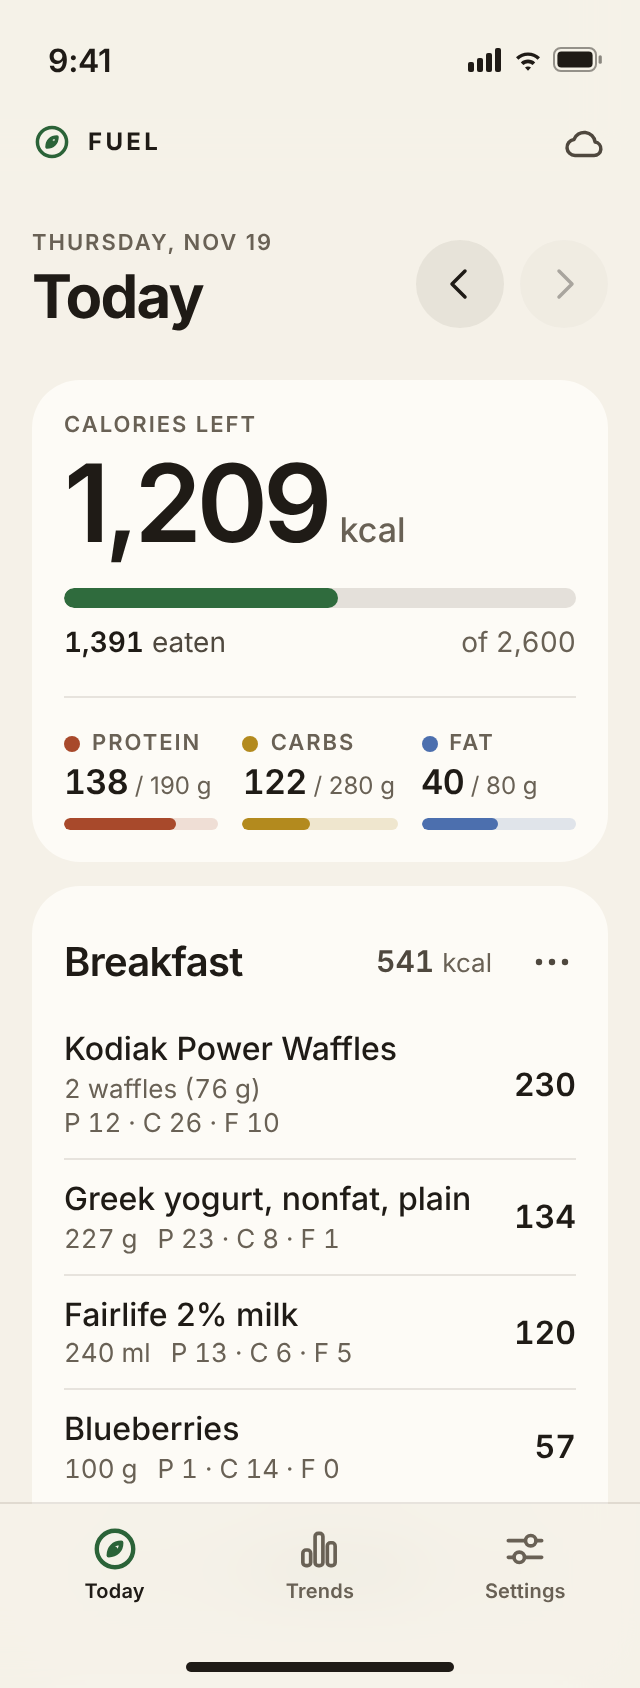 9:41
FUEL
THURSDAY, NOV 19
Today
CALORIES LEFT
1,209 kcal
1,391 eaten of 2,600
PROTEIN CARBS FAT
138 / 190 g 122 / 280 g 40 / 80 g
Breakfast 541 kcal
Kodiak Power Waffles
2 waffles (76 g)
P 12 · C 26 · F 10
230
Greek yogurt, nonfat, plain
227 g P 23 · C 8 · F 1
134
Fairlife 2% milk
240 ml P 13 · C 6 · F 5
120
Blueberries
100 g P 1 · C 14 · F 0
57
Today Trends Settings